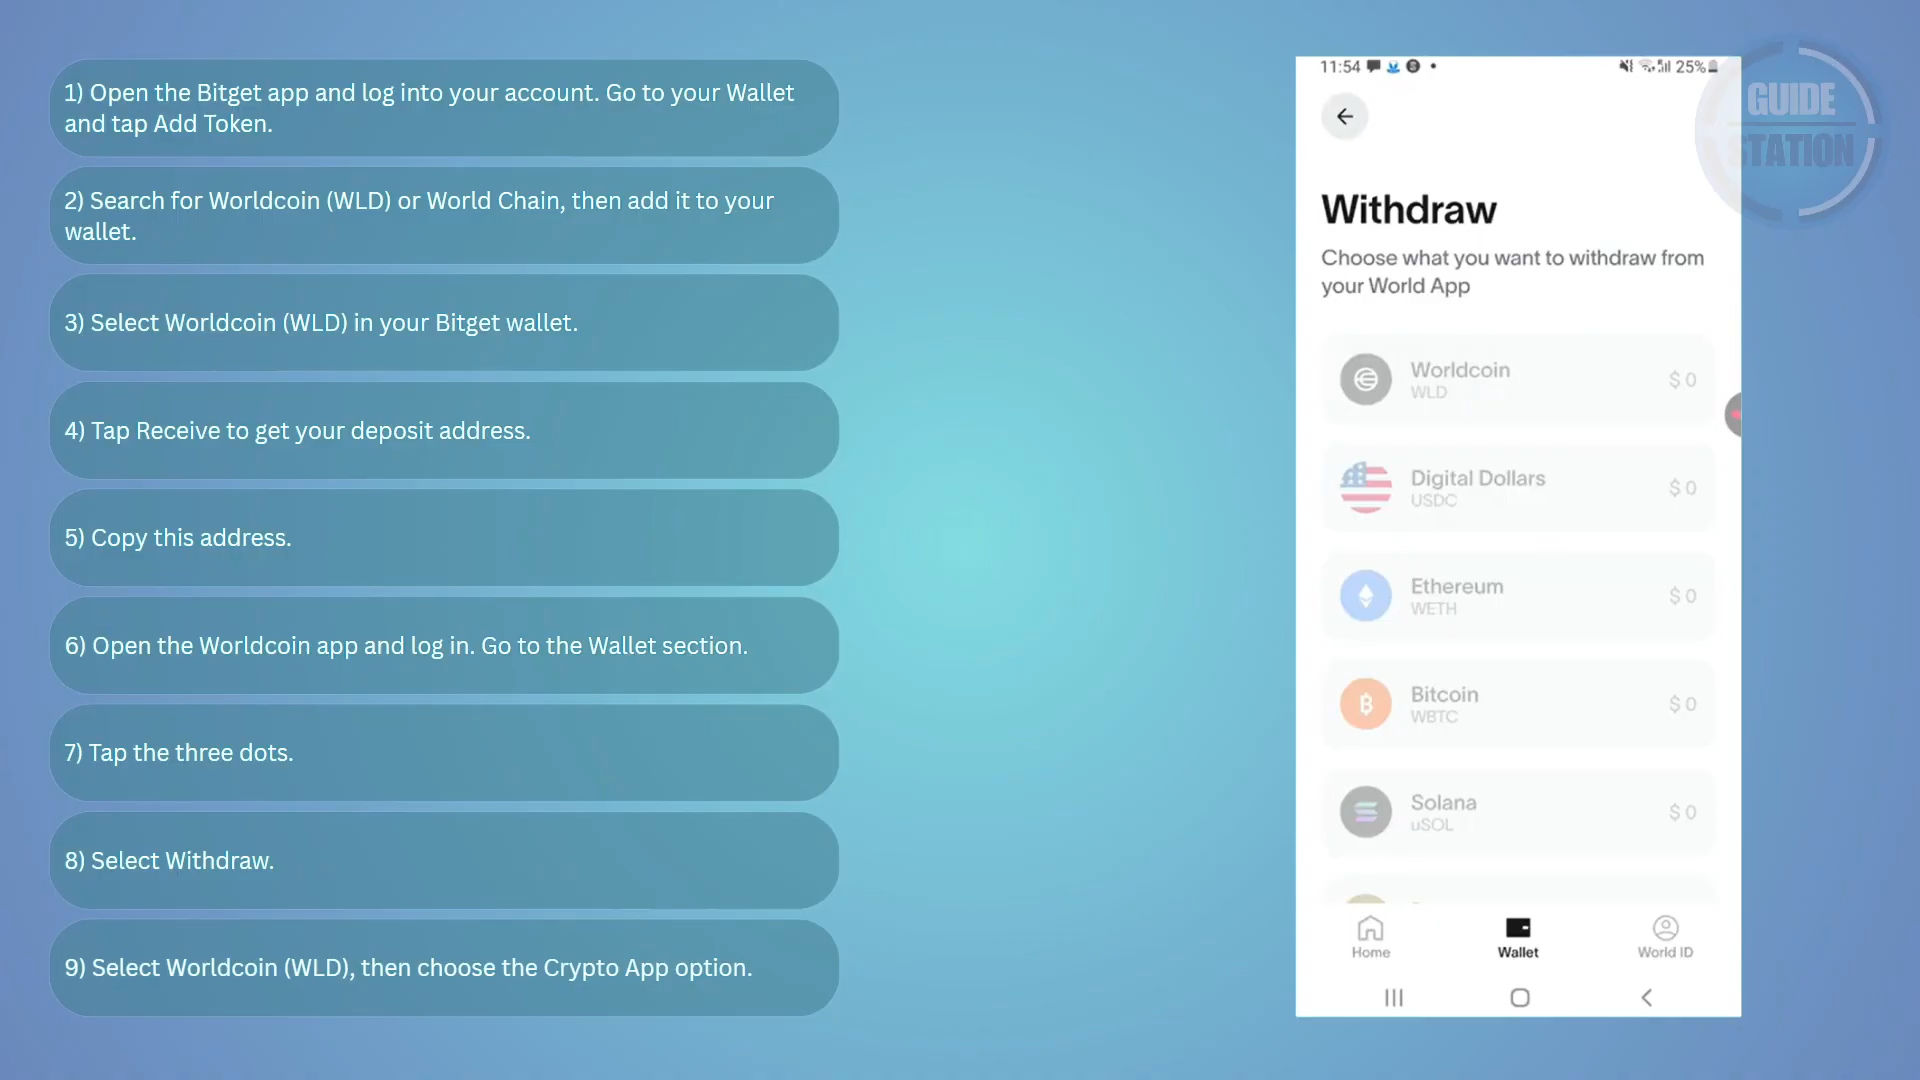 1) Open the Bitget app and log into your account. Go to your Wallet
and tap Add Token.
2) Search for Worldcoin (WLD) or World Chain, then add it to your
wallet.
3) Select Worldcoin (WLD) in your Bitget wallet.
4) Tap Receive to get your deposit address.
5) Copy this address.
6) Open the Worldcoin app and log in. Go to the Wallet section.
7) Tap the three dots.
8) Select Withdraw.
9) Select Worldcoin (WLD), then choose the Crypto App option.
11:54
25%
GUIDE
STATION
Withdraw
Choose what you want to withdraw from
your World App
Worldcoin
WLD
$ 0
Digital Dollars
USDC
$ 0
Ethereum
WETH
$ 0
Bitcoin
WBTC
$ 0
Solana
uSOL
$ 0
Home
Wallet
World ID